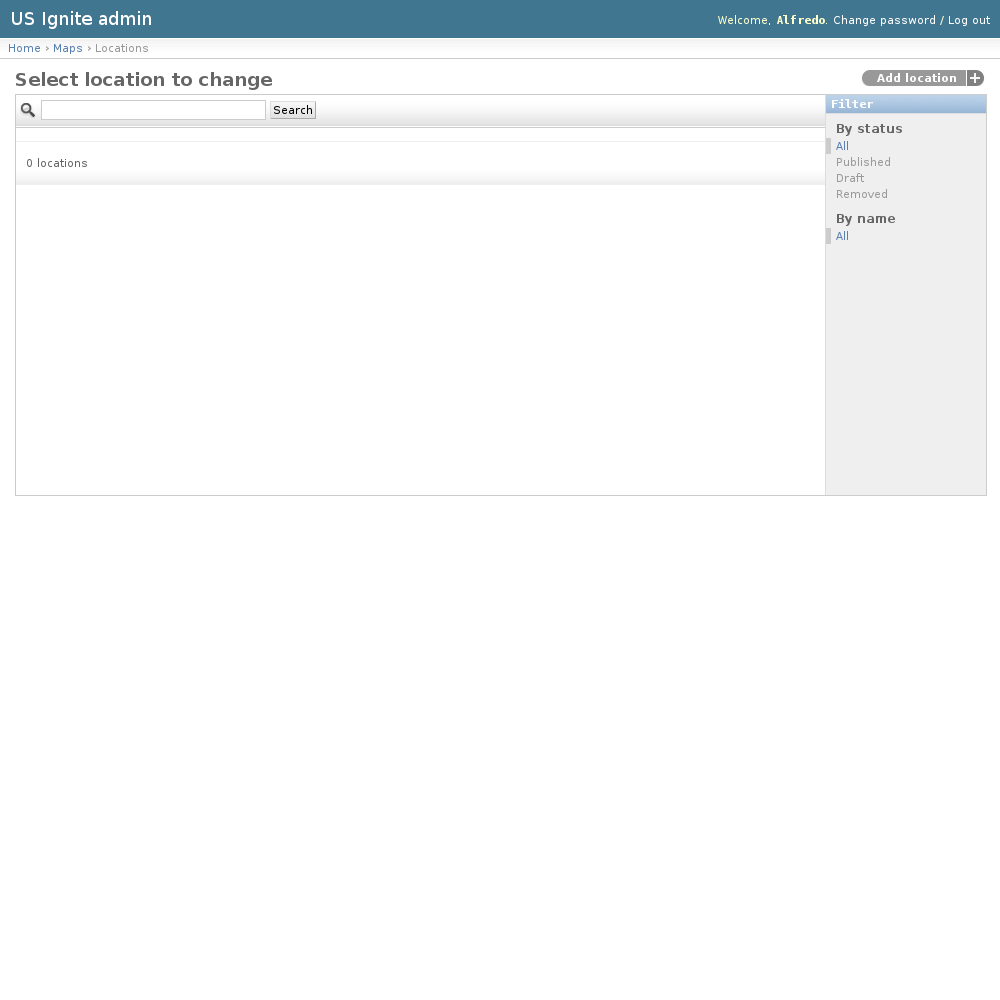 US Ignite admin
Welcome, Alfredo. Change password / Log out
Home › Maps › Locations
Select location to change
Add location
Search
Filter
By status
All
Published
Draft
Removed
By name
All
0 locations